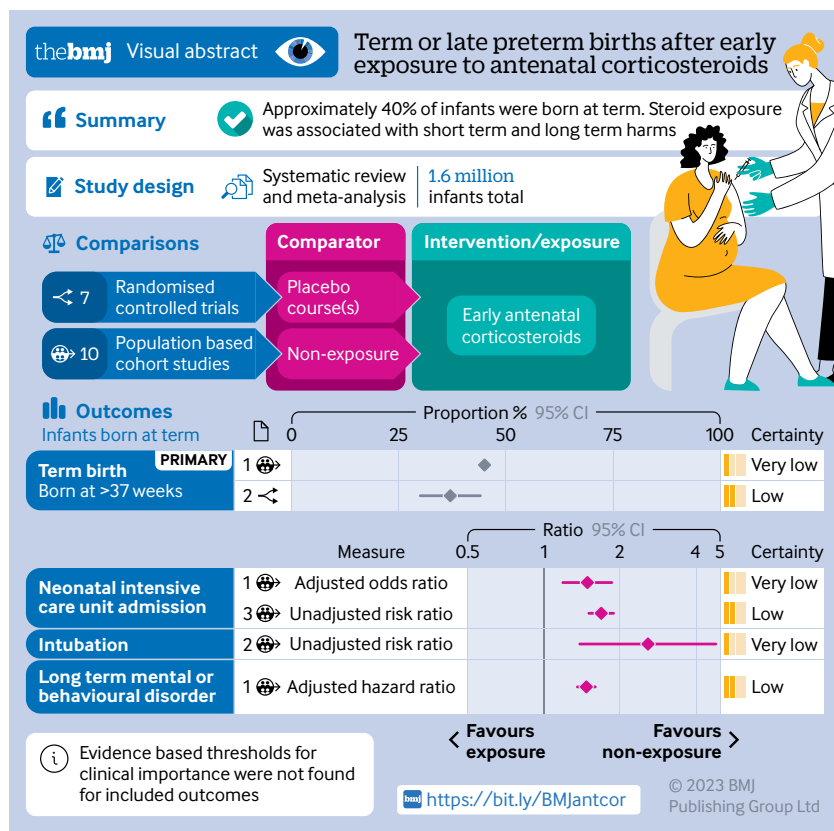 thebmj Visual abstract
Term or late preterm births after early
exposure to antenatal corticosteroids
Summary
Approximately 40% of infants were born at term. Steroid exposure
was associated with short term and long term harms
Study design
Systematic review
and meta-analysis
1.6 million
infants total
Comparisons
Comparator
Intervention/exposure
7
Randomised
controlled trials
Placebo
course(s)
10
Population based
cohort studies
Non-exposure
Early antenatal
corticosteroids
Outcomes
Infants born at term
Proportion % 95% CI
0 25 50 75 100 Certainty
Term birth
PRIMARY
Born at >37 weeks
1
Very low
2
Low
Ratio 95% CI
Measure 0.5 1 2 4 5 Certainty
Neonatal intensive
care unit admission
1 Adjusted odds ratio Very low
3 Unadjusted risk ratio Low
Intubation 2 Unadjusted risk ratio Very low
Long term mental or
behavioural disorder
1 Adjusted hazard ratio Low
< Favours
exposure
Favours >
non-exposure
i
Evidence based thresholds for
clinical importance were not found
for included outcomes
bmj https://bit.ly/BMJantcor
© 2023 BMJ
Publishing Group Ltd